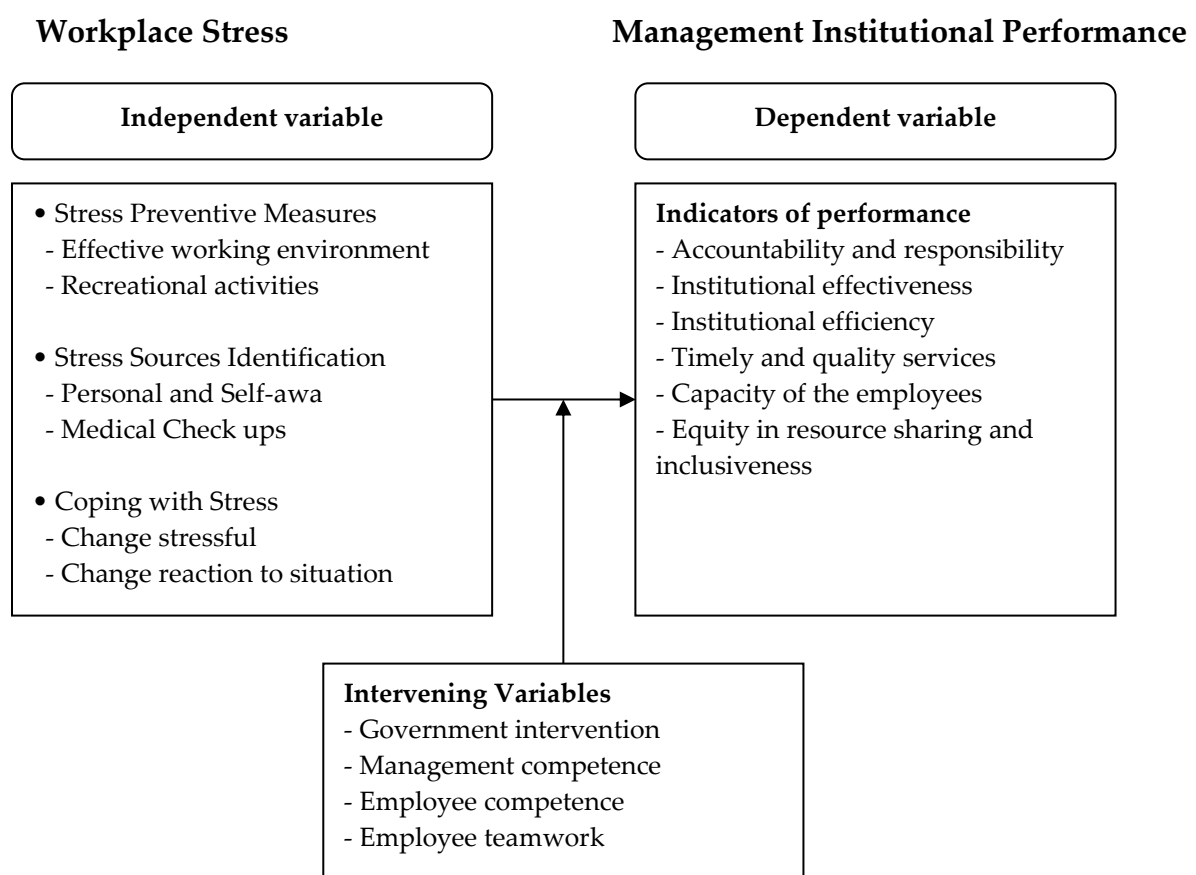 Workplace Stress
Management Institutional Performance
Independent variable
Dependent variable
• Stress Preventive Measures
- Effective working environment
- Recreational activities
• Stress Sources Identification
- Personal and Self-awa
- Medical Check ups
• Coping with Stress
- Change stressful
- Change reaction to situation
Indicators of performance
- Accountability and responsibility
- Institutional effectiveness
- Institutional efficiency
- Timely and quality services
- Capacity of the employees
- Equity in resource sharing and
inclusiveness
Intervening Variables
- Government intervention
- Management competence
- Employee competence
- Employee teamwork